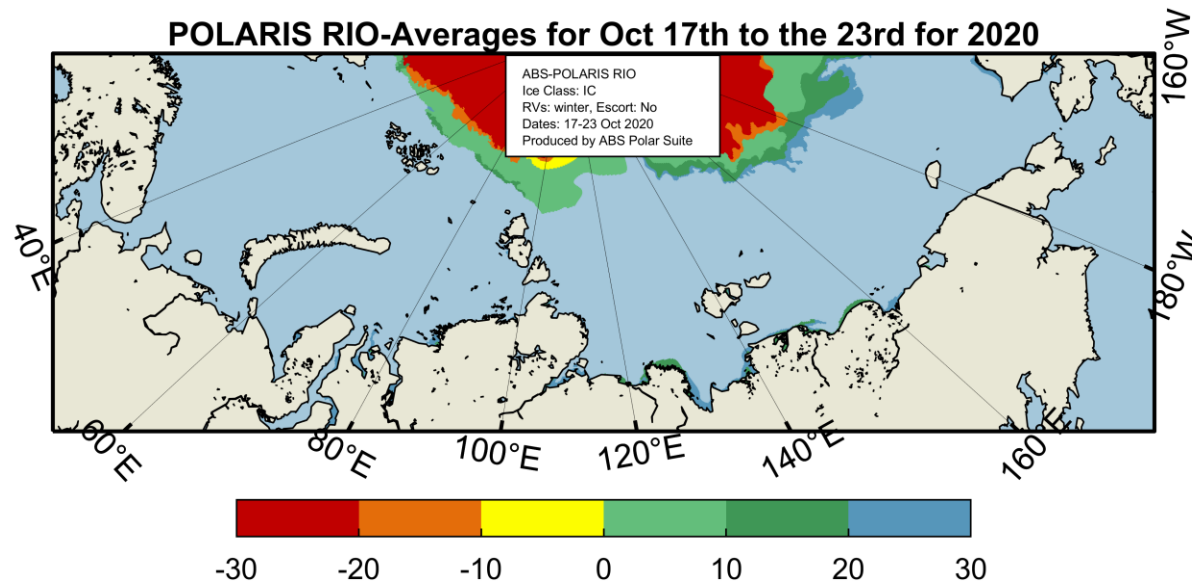 POLARIS RIO-Averages for Oct 17th to the 23rd for 2020
160°W
ABS-POLARIS RIO
Ice Class: IC
RVs: winter, Escort: No
Dates: 17-23 Oct 2020
Produced by ABS Polar Suite
40°E
180°W
60°E
80°E
100°E
120°E
140°E
160°E
-30
-20
-10
0
10
20
30